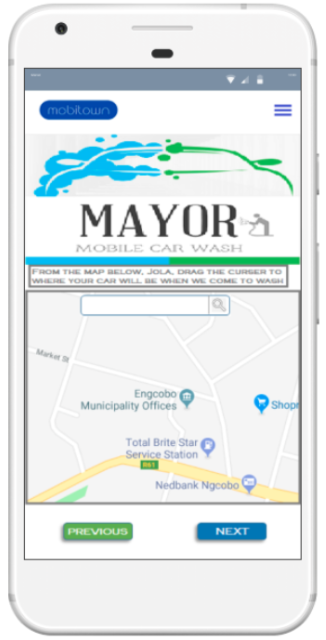 mobitown
MAYOR
MOBILE CAR WASH
FROM THE MAP BELOW, JOLA, DRAG THE CURSER TO
WHERE YOUR CAR WILL BE WHEN WE COME TO WASH
Market St
Engcobo
Municipality Offices
Shopr
Total Brite Star
Service Station
R61
Nedbank Ngcobo
PREVIOUS
NEXT